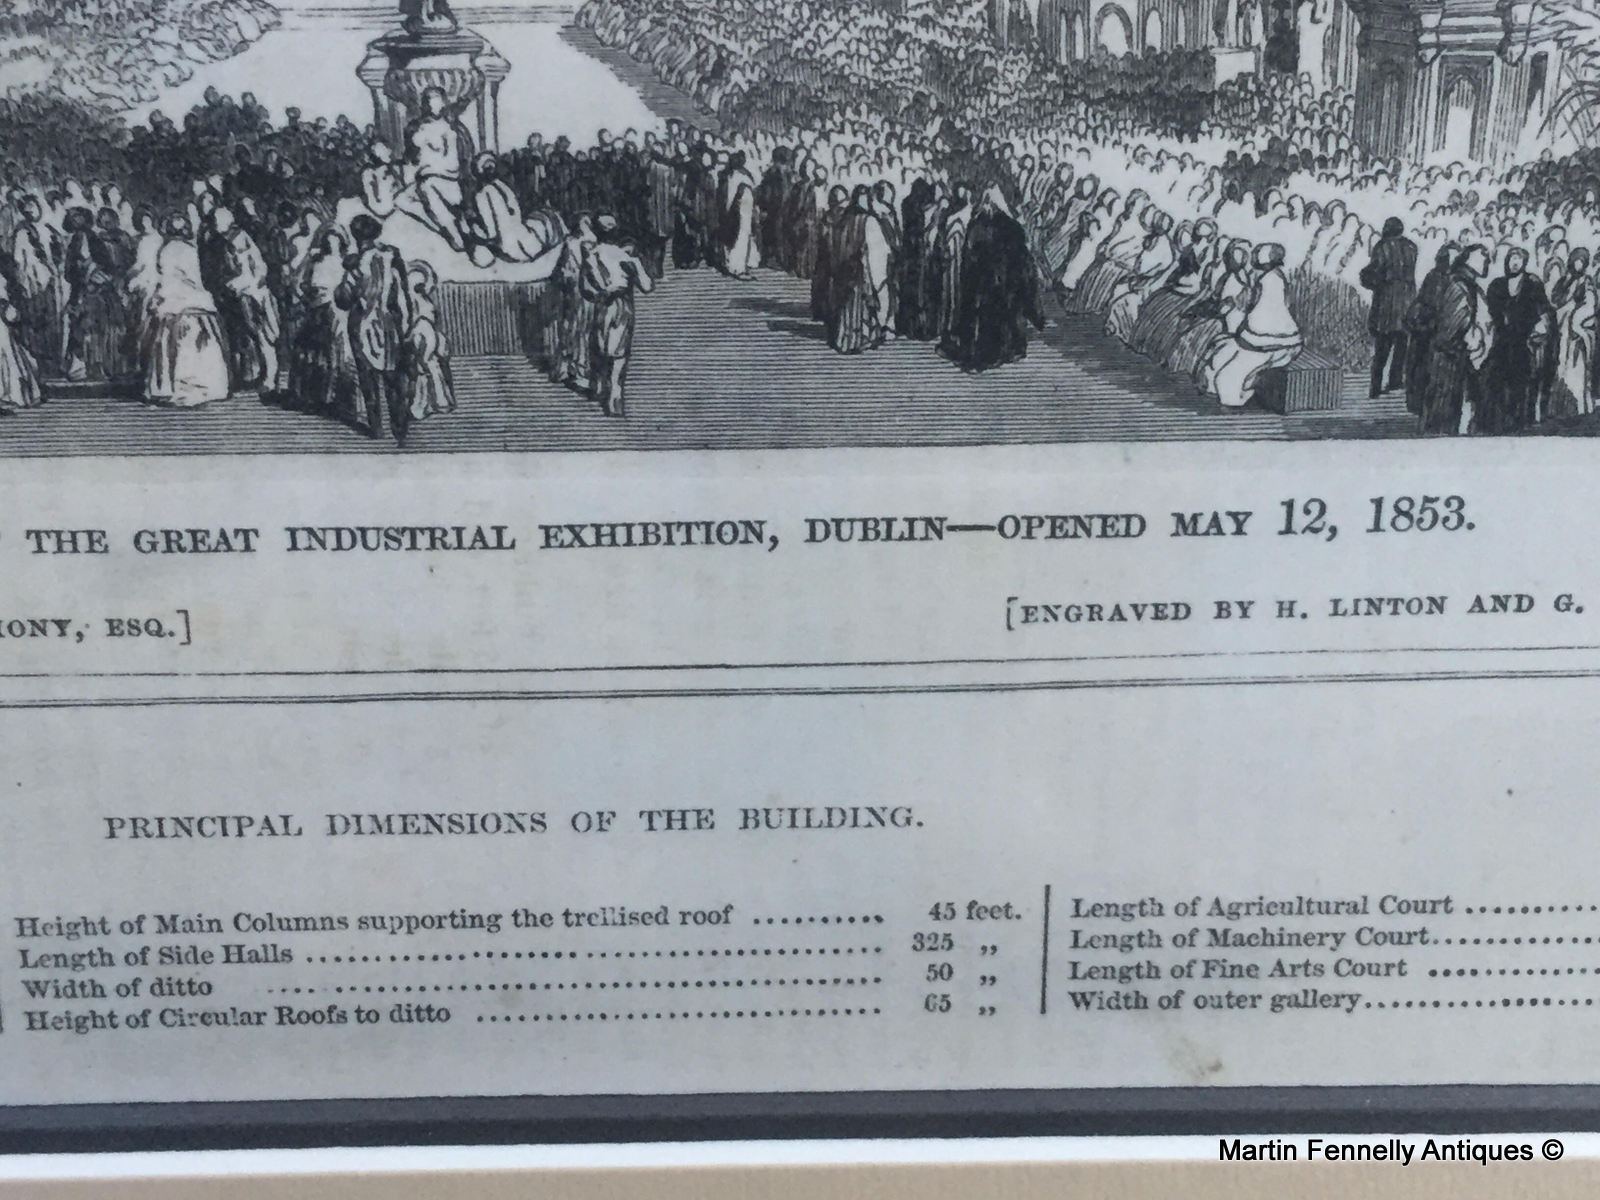 THE GREAT INDUSTRIAL EXHIBITION, DUBLIN—OPENED MAY 12, 1853.
ESQ.] [ENGRAVED BY H. LINTON AND G.
PRINCIPAL DIMENSIONS OF THE BUILDING.
Height of Main Columns supporting the trellised roof .......... 45 feet.
Length of Side Halls .......... 325 ,,
Width of ditto .......... 50 ,,
Height of Circular Roofs to ditto .......... 65 ,,
Length of Agricultural Court ..........
Length of Machinery Court..........
Length of Fine Arts Court ..........
Width of outer gallery..........
Martin Fennelly Antiques ©